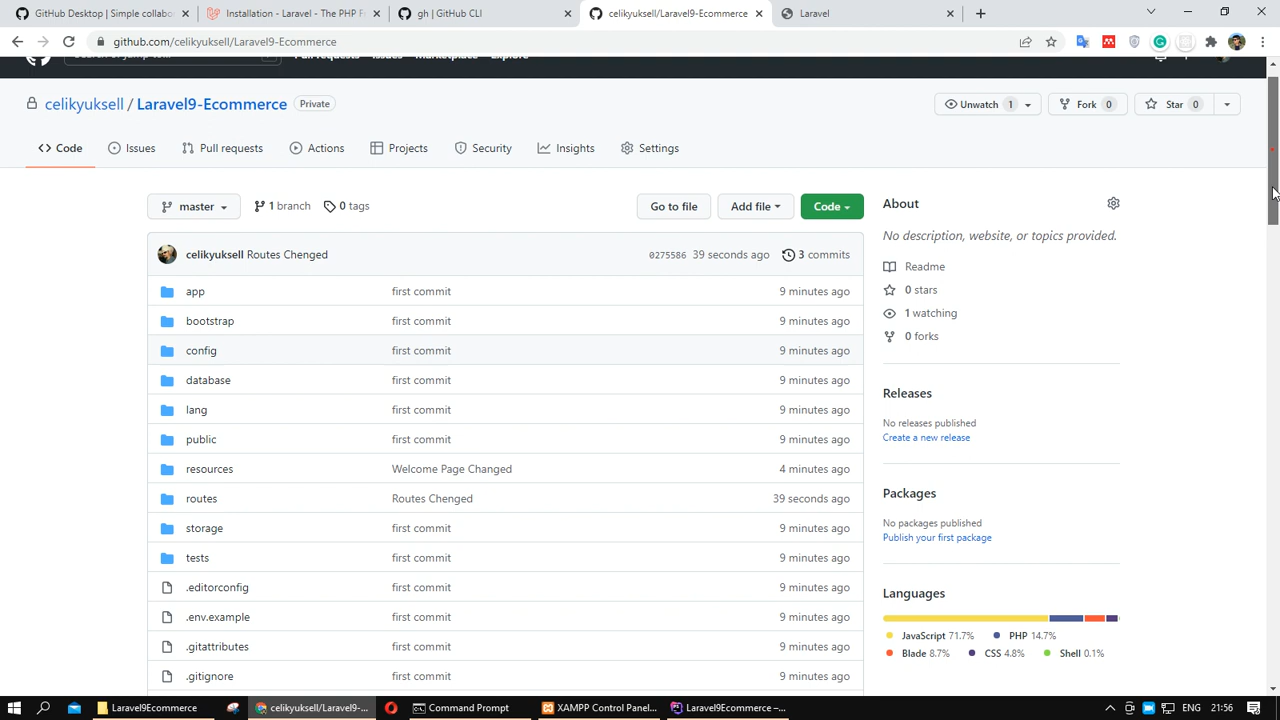 GitHub Desktop | Simple collabo
Installation - Laravel - The PHP F
gh | GitHub CLI
celikyuksell/Laravel9-Ecommerce
Laravel
github.com/celikyuksell/Laravel9-Ecommerce
celikyuksell / Laravel9-Ecommerce
Private
Unwatch 1
Fork 0
Star 0
Code
Issues
Pull requests
Actions
Projects
Security
Insights
Settings
master
1 branch
0 tags
Go to file
Add file
Code
About
No description, website, or topics provided.
celikyuksell Routes Chenged
0275586 39 seconds ago
3 commits
Readme
app first commit 9 minutes ago
0 stars
bootstrap first commit 9 minutes ago
1 watching
config first commit 9 minutes ago
0 forks
database first commit 9 minutes ago
lang first commit 9 minutes ago
public first commit 9 minutes ago
resources Welcome Page Changed 4 minutes ago
routes Routes Chenged 39 seconds ago
storage first commit 9 minutes ago
tests first commit 9 minutes ago
.editorconfig first commit 9 minutes ago
.env.example first commit 9 minutes ago
.gitattributes first commit 9 minutes ago
.gitignore first commit 9 minutes ago
Releases
No releases published
Create a new release
Packages
No packages published
Publish your first package
Languages
JavaScript 71.7% PHP 14.7%
Blade 8.7% CSS 4.8% Shell 0.1%
Laravel9Ecommerce
celikyuksell/Laravel9-...
Command Prompt
XAMPP Control Panel...
Laravel9Ecommerce –...
ENG
21:56